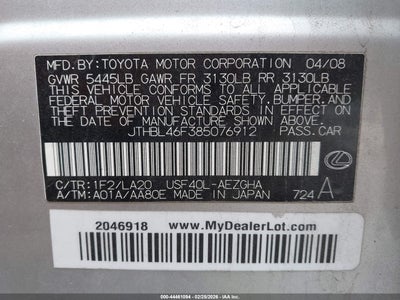 MFD.BY: TOYOTA MOTOR CORPORATION 04/08
GVWR 5445LB GAWR FR 3130LB RR 3130LB
THIS VEHICLE CONFORMS TO ALL APPLICABLE
FEDERAL MOTOR VEHICLE SAFETY, BUMPER, AND
THEFT PREVENTION STANDARDS IN EFFECT ON
THE DATE OF MANUFACTURE SHOWN ABOVE.
JTHBL46F385076912 PASS.CAR
C/TR: 1F2/LA20 USF40L-AEZGHA
A/TM: A01A/AA80E MADE IN JAPAN 724 A
2046918 www.MyDealerLot.com
000-44461084 - 02/28/2026 - IAA, Inc.